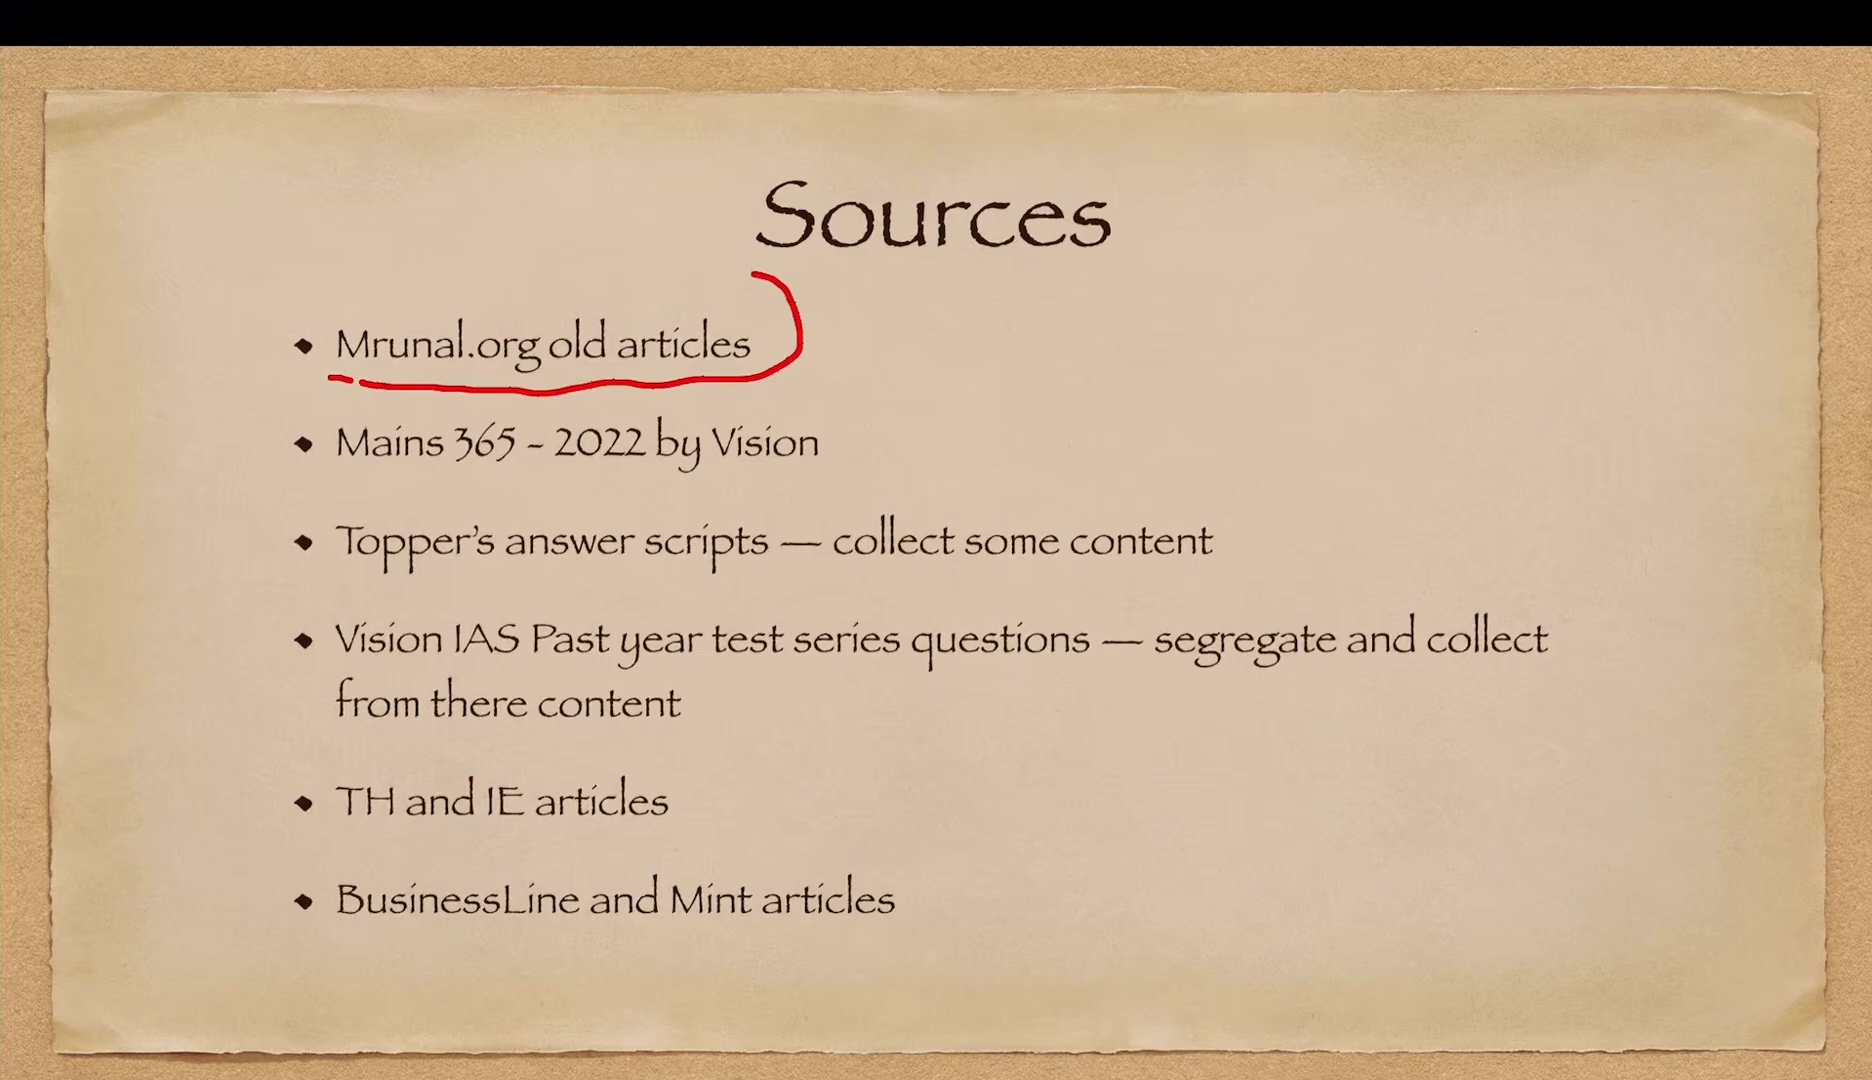 Sources
• Mrunal.org old articles
• Mains 365 - 2022 by Vision
• Topper's answer scripts — collect some content
• Vision IAS Past year test series questions — segregate and collect
from there content
• TH and IE articles
• BusinessLine and Mint articles